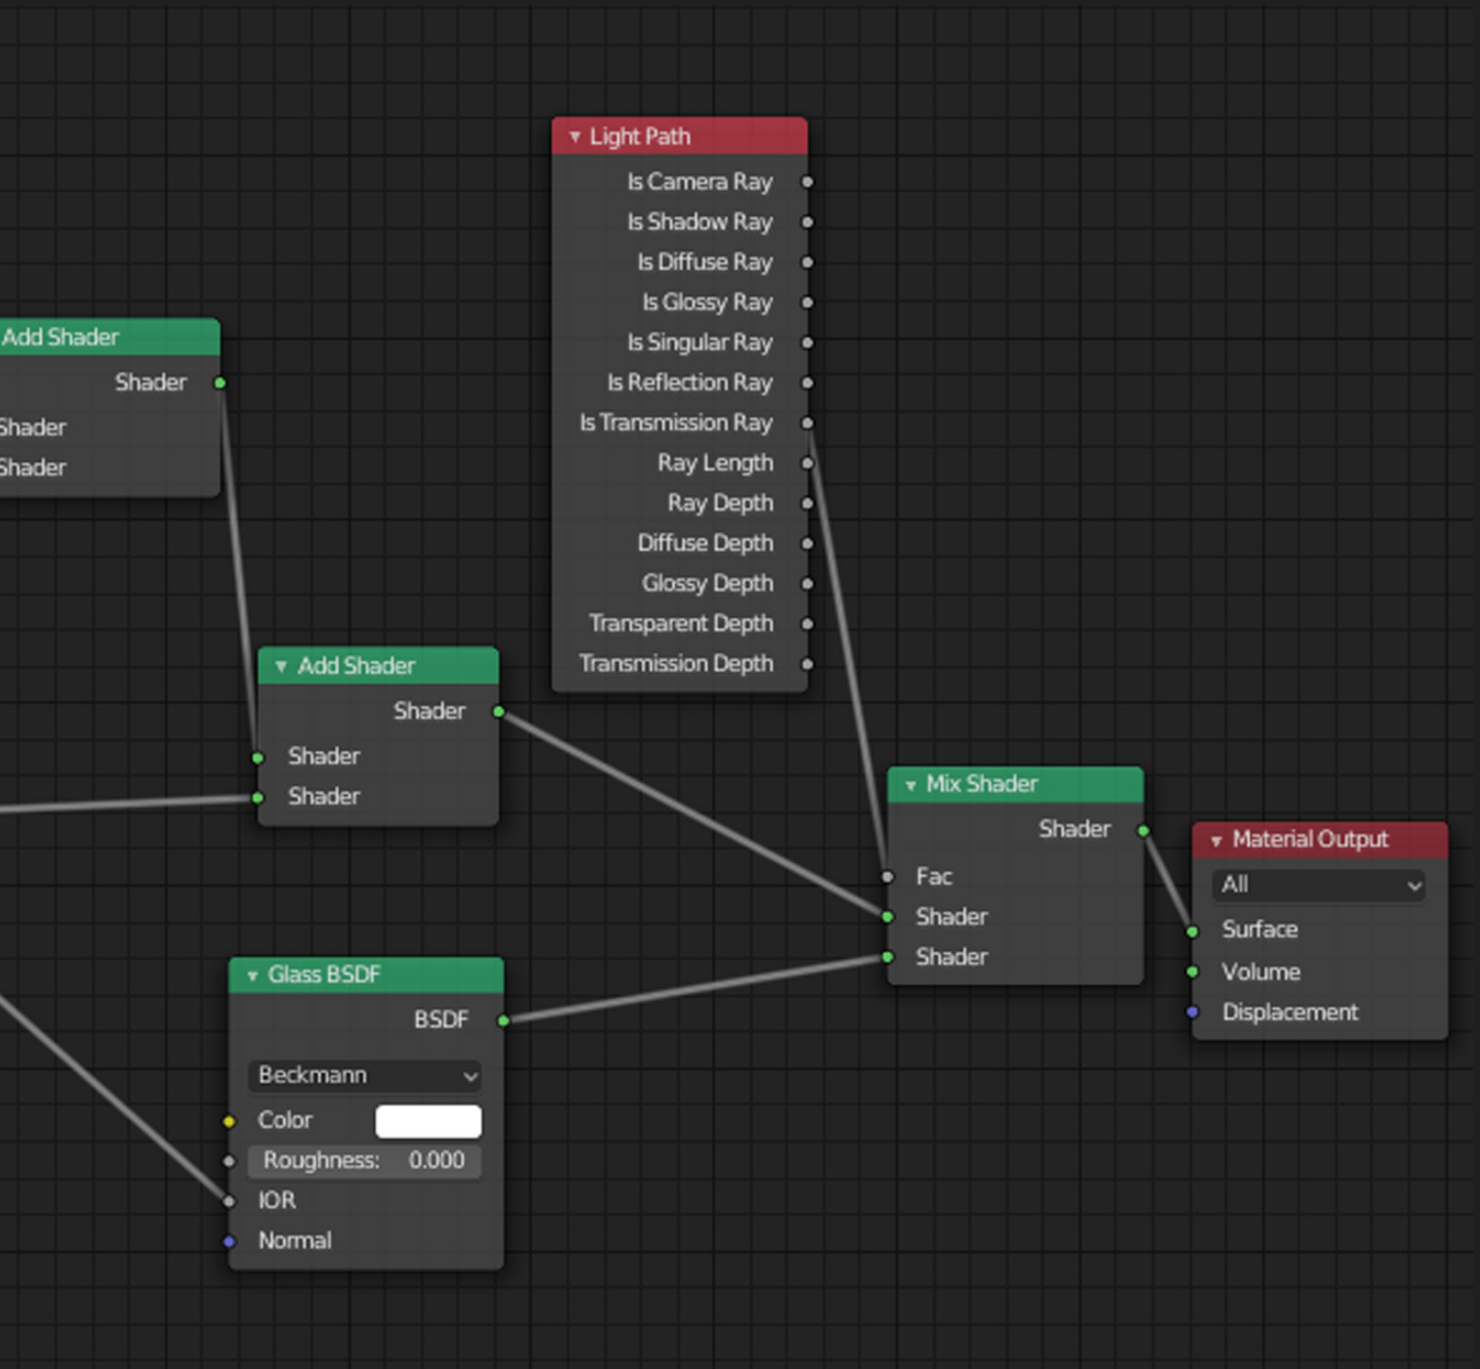 Light Path
Is Camera Ray
Is Shadow Ray
Is Diffuse Ray
Is Glossy Ray
Is Singular Ray
Is Reflection Ray
Is Transmission Ray
Ray Length
Ray Depth
Diffuse Depth
Glossy Depth
Transparent Depth
Transmission Depth
Add Shader
Shader
Shader
Shader
Add Shader
Shader
Shader
Shader
Mix Shader
Shader
Fac
Shader
Shader
Material Output
All
Surface
Volume
Displacement
Glass BSDF
BSDF
Beckmann
Color
Roughness: 0.000
IOR
Normal